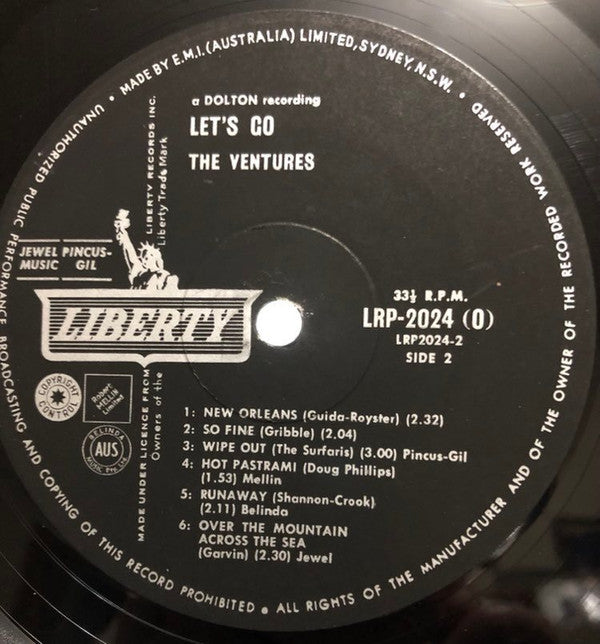 UNAUTHORIZED PUBLIC PERFORMANCE BROADCASTING AND COPYING OF THIS RECORD PROHIBITED • ALL RIGHTS OF THE MANUFACTURER AND OF THE OWNER OF THE RECORDED WORK RESERVED • MADE BY E.M.I. (AUSTRALIA) LIMITED, SYDNEY, N.S.W. •
a DOLTON recording
LET'S GO
THE VENTURES
LIBERTY RECORDS INC.
Liberty Trade Mark
JEWEL PINCUS-
MUSIC GIL
LIBERTY
33⅓ R.P.M.
LRP-2024 (O)
LRP2024-2
SIDE 2
COPYRIGHT CONTROL
Robert
MELLIN
Limited
BELINDA
AUS
MUSIC Pty Ltd
MADE UNDER LICENCE FROM
Owners of the
1: NEW ORLEANS (Guida-Royster) (2.32)
2: SO FINE (Gribble) (2.04)
3: WIPE OUT (The Surfaris) (3.00) Pincus-Gil
4: HOT PASTRAMI (Doug Phillips)
(1.53) Mellin
5: RUNAWAY (Shannon-Crook)
(2.11) Belinda
6: OVER THE MOUNTAIN
ACROSS THE SEA
(Garvin) (2.30) Jewel